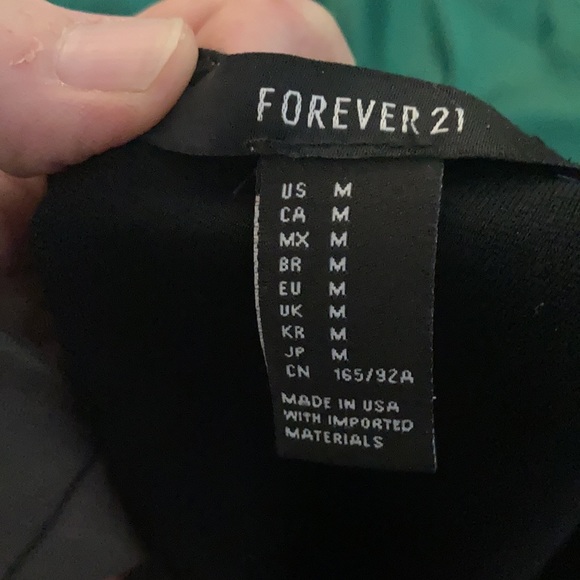 FOREVER 21
US M
CA M
MX M
BR M
EU M
UK M
KR M
JP M
CN 165/92A
MADE IN USA
WITH IMPORTED
MATERIALS